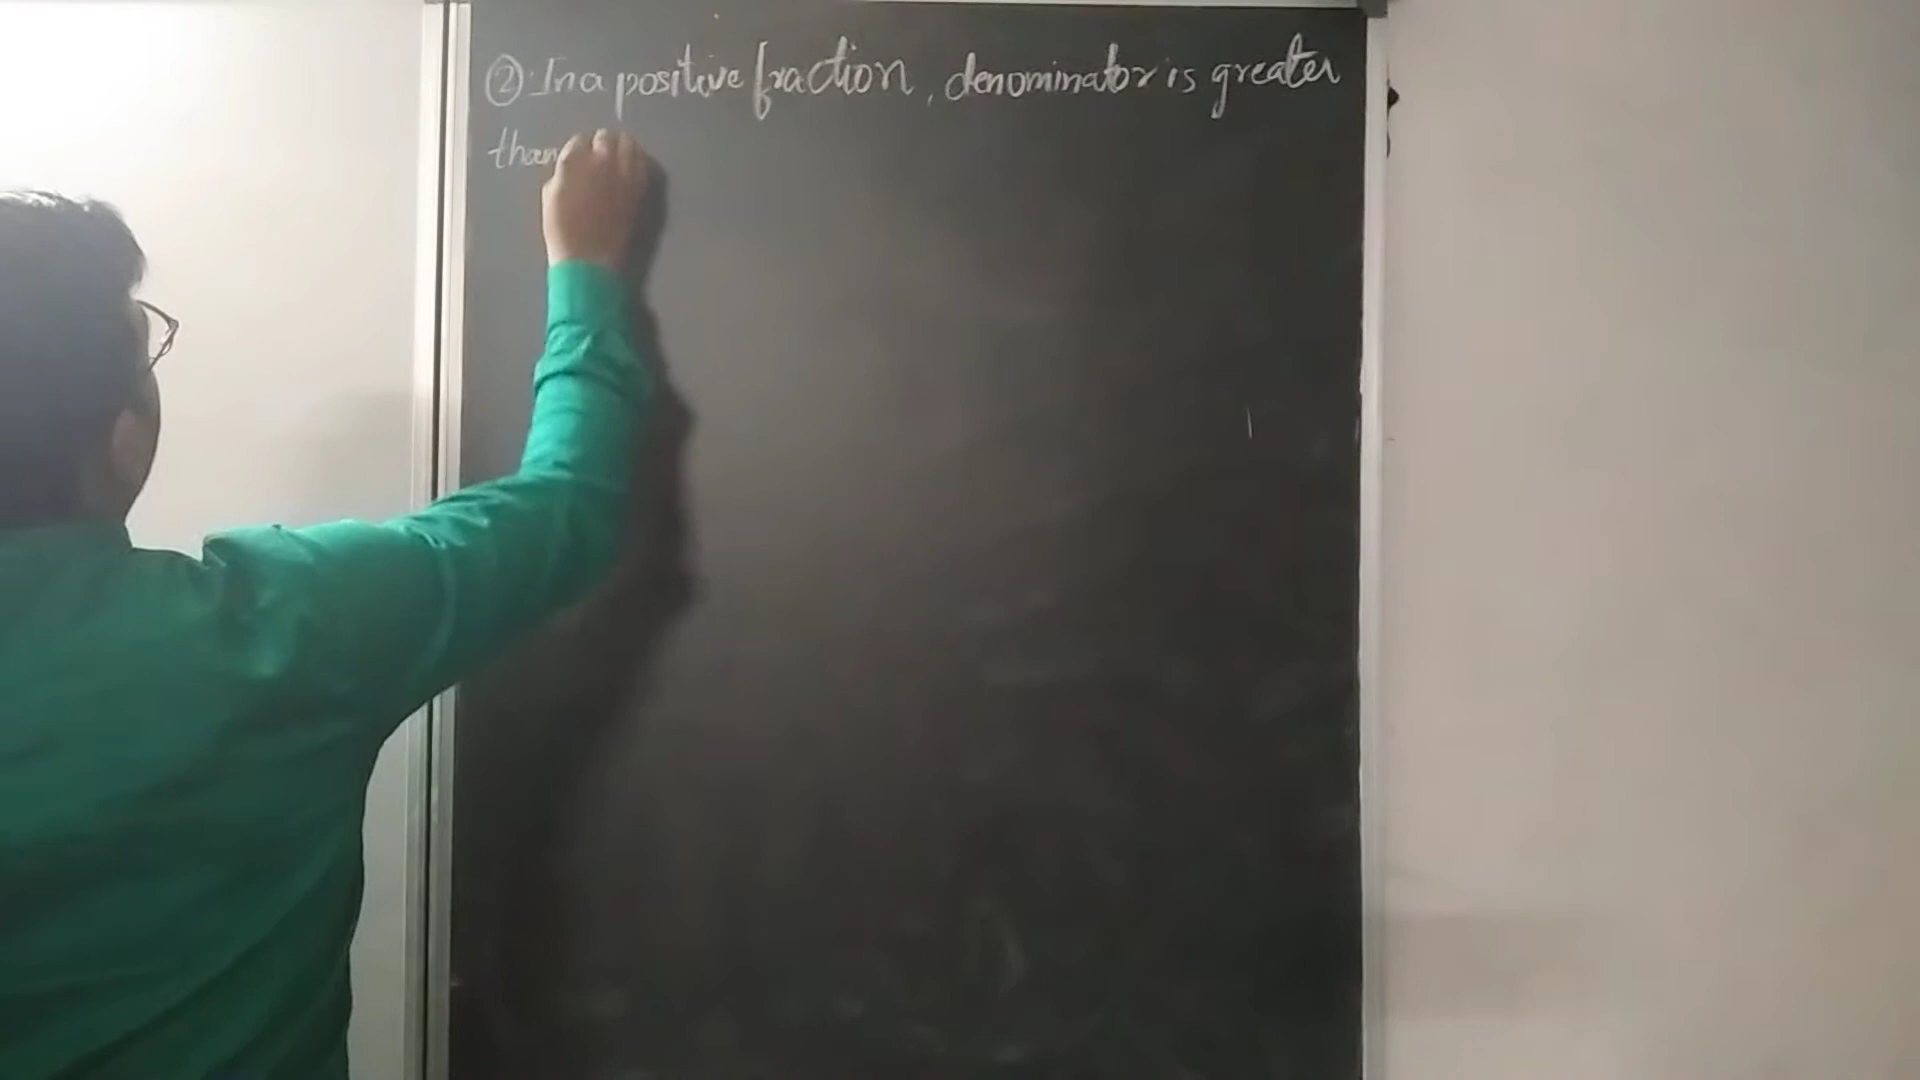 ② In a positive fraction, denominator is greater
than